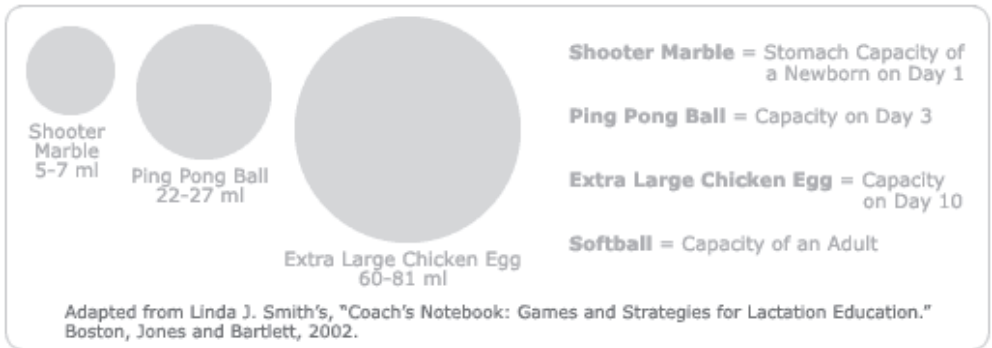 Shooter
Marble
5-7 ml
Ping Pong Ball
22-27 ml
Extra Large Chicken Egg
60-81 ml
Shooter Marble = Stomach Capacity of
a Newborn on Day 1
Ping Pong Ball = Capacity on Day 3
Extra Large Chicken Egg = Capacity
on Day 10
Softball = Capacity of an Adult
Adapted from Linda J. Smith’s, “Coach’s Notebook: Games and Strategies for Lactation Education.”
Boston, Jones and Bartlett, 2002.